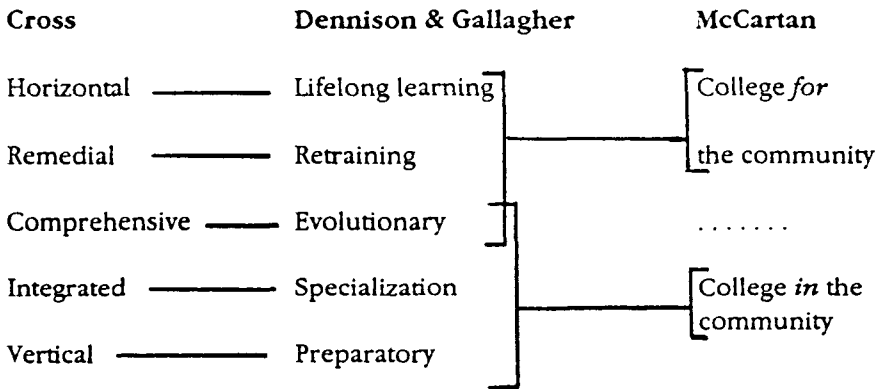 Cross Dennison & Gallagher McCartan
Horizontal Lifelong learning College for
Remedial Retraining the community
Comprehensive Evolutionary .......
Integrated Specialization College in the
community
Vertical Preparatory